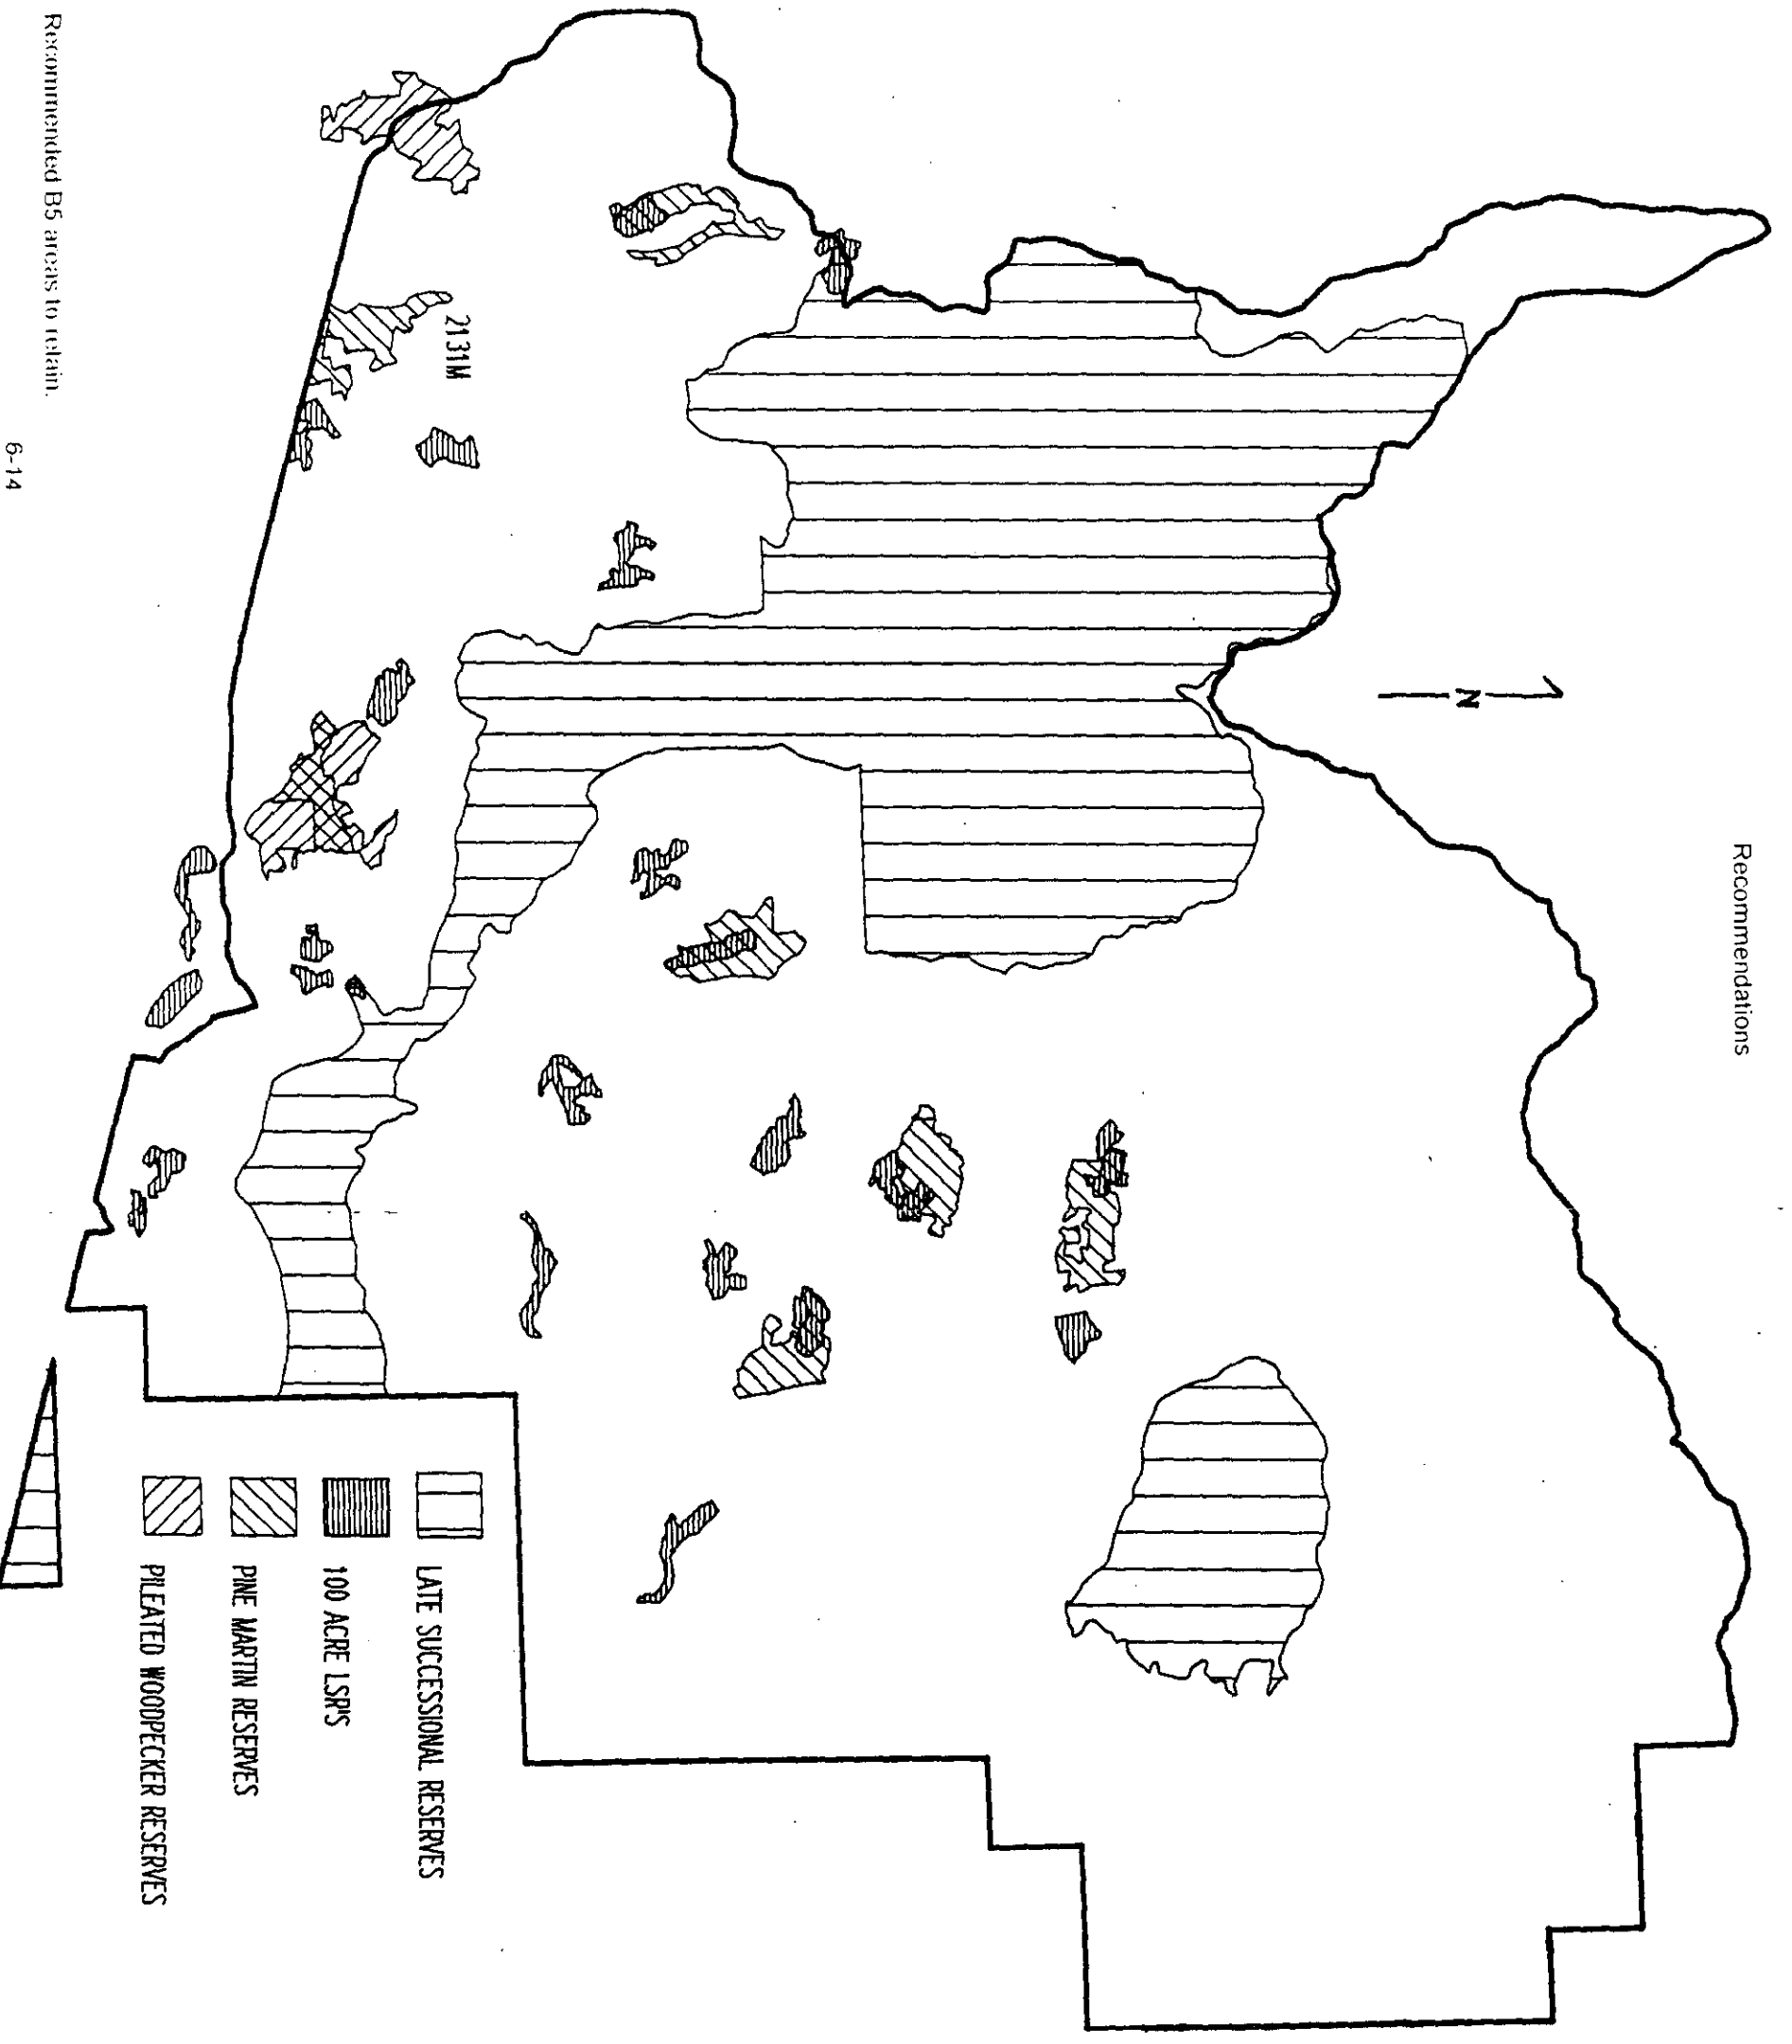 Recommendations
N
2131M
LATE SUCCESSIONAL RESERVES
100 ACRE LSR'S
PINE MARTIN RESERVES
PILEATED WOODPECKER RESERVES
Recommended B5 areas to retain.
6-14